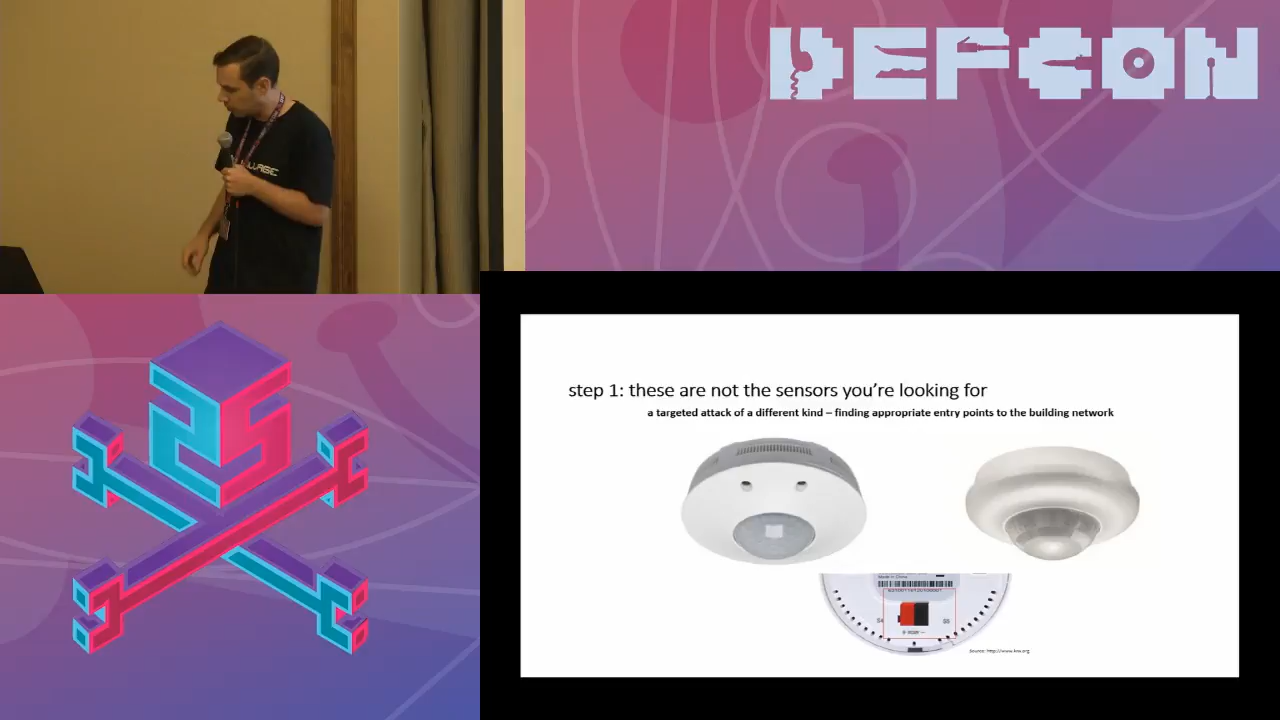 DEFCON
step 1: these are not the sensors you're looking for
a targeted attack of a different kind – finding appropriate entry points to the building network
Made in China
Source: http://www.knx.org